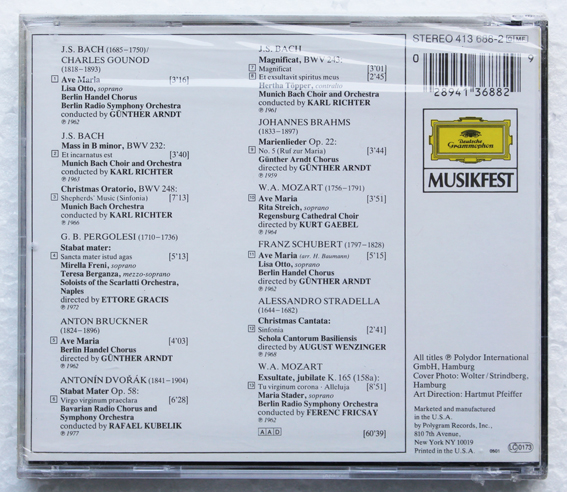 J.S. BACH (1685–1750)/
CHARLES GOUNOD
(1818–1893)
1 Ave Maria [3'16]
Lisa Otto, soprano
Berlin Handel Chorus
Berlin Radio Symphony Orchestra
conducted by GÜNTHER ARNDT
℗ 1962
J.S. BACH
Mass in B minor, BWV 232:
2 Et incarnatus est [3'40]
Munich Bach Choir and Orchestra
conducted by KARL RICHTER
℗ 1963
Christmas Oratorio, BWV 248:
3 Shepherds' Music (Sinfonia) [7'13]
Munich Bach Orchestra
conducted by KARL RICHTER
℗ 1966
G. B. PERGOLESI (1710–1736)
Stabat mater:
4 Sancta mater istud agas [5'13]
Mirella Freni, soprano
Teresa Berganza, mezzo-soprano
Soloists of the Scarlatti Orchestra,
Naples
directed by ETTORE GRACIS
℗ 1972
ANTON BRUCKNER
(1824–1896)
5 Ave Maria [4'03]
Berlin Handel Chorus
directed by GÜNTHER ARNDT
℗ 1962
ANTONÍN DVOŘÁK (1841–1904)
Stabat Mater Op. 58:
6 Virgo virginum praeclara [6'28]
Bavarian Radio Chorus and
Symphony Orchestra
conducted by RAFAEL KUBELIK
℗ 1977
J.S. BACH
Magnificat, BWV 243:
7 Magnificat [3'01]
8 Et exsultavit spiritus meus [2'45]
Hertha Töpper, contralto
Munich Bach Choir and Orchestra
conducted by KARL RICHTER
℗ 1961
JOHANNES BRAHMS
(1833–1897)
Marienlieder Op. 22:
9 No. 5 (Ruf zur Maria) [3'44]
Günther Arndt Chorus
directed by GÜNTHER ARNDT
℗ 1959
W.A. MOZART (1756–1791)
10 Ave Maria [3'51]
Rita Streich, soprano
Regensburg Cathedral Choir
directed by KURT GAEBEL
℗ 1964
FRANZ SCHUBERT (1797–1828)
11 Ave Maria (arr. H. Baumann) [5'15]
Lisa Otto, soprano
Berlin Handel Chorus
directed by GÜNTHER ARNDT
℗ 1962
ALESSANDRO STRADELLA
(1644–1682)
Christmas Cantata:
12 Sinfonia [2'41]
Schola Cantorum Basiliensis
directed by AUGUST WENZINGER
℗ 1968
W.A. MOZART
Exsultate, jubilate K. 165 (158a):
13 Tu virginum corona · Alleluja [8'51]
Maria Stader, soprano
Berlin Radio Symphony Orchestra
conducted by FERENC FRICSAY
℗ 1962
AAD [60'39]
STEREO 413 688-2 MF
0 28941 36882 9
Deutsche
Grammophon
MUSIKFEST
All titles ℗ Polydor International
GmbH, Hamburg
Cover Photo: Wolter / Strindberg,
Hamburg
Art Direction: Hartmut Pfeiffer
Marketed and manufactured
in the U.S.A.
by Polygram Records, Inc.,
810 7th Avenue,
New York NY 10019
Printed in the U.S.A.
LC 0173